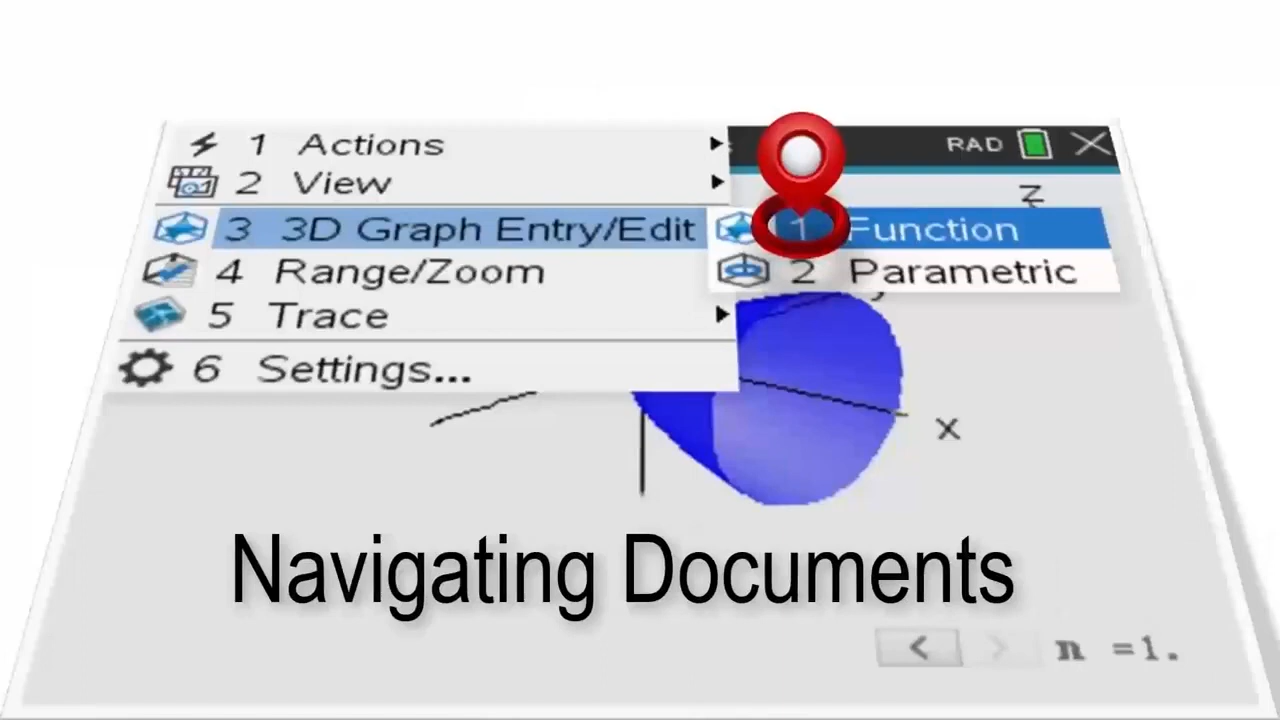 1 Actions
RAD
2 View
z
3 3D Graph Entry/Edit
1 Function
4 Range/Zoom
2 Parametric
y
5 Trace
6 Settings...
x
Navigating Documents
n =1.